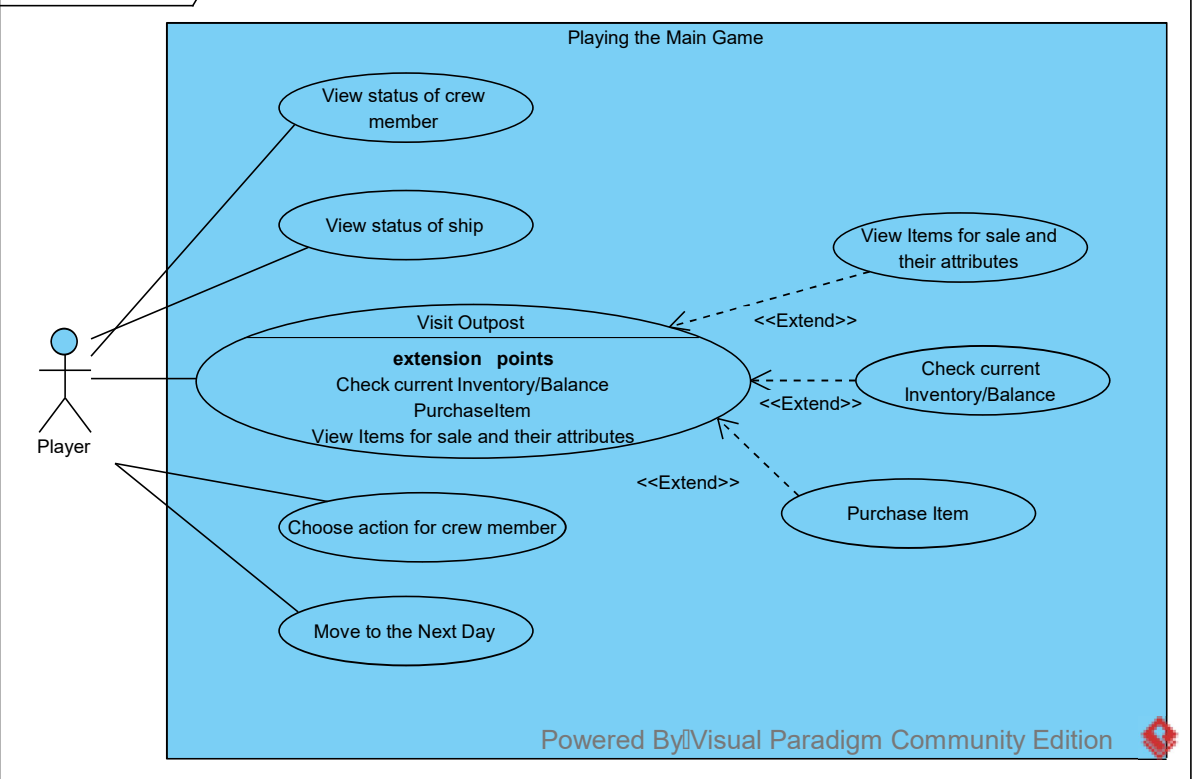 Playing the Main Game
View status of crew
member
View status of ship
View Items for sale and
their attributes
<<Extend>>
Visit Outpost
extension points
Check current Inventory/Balance
PurchaseItem
View Items for sale and their attributes
Check current
Inventory/Balance
<<Extend>>
Player
<<Extend>>
Purchase Item
Choose action for crew member
Move to the Next Day
Powered By Visual Paradigm Community Edition